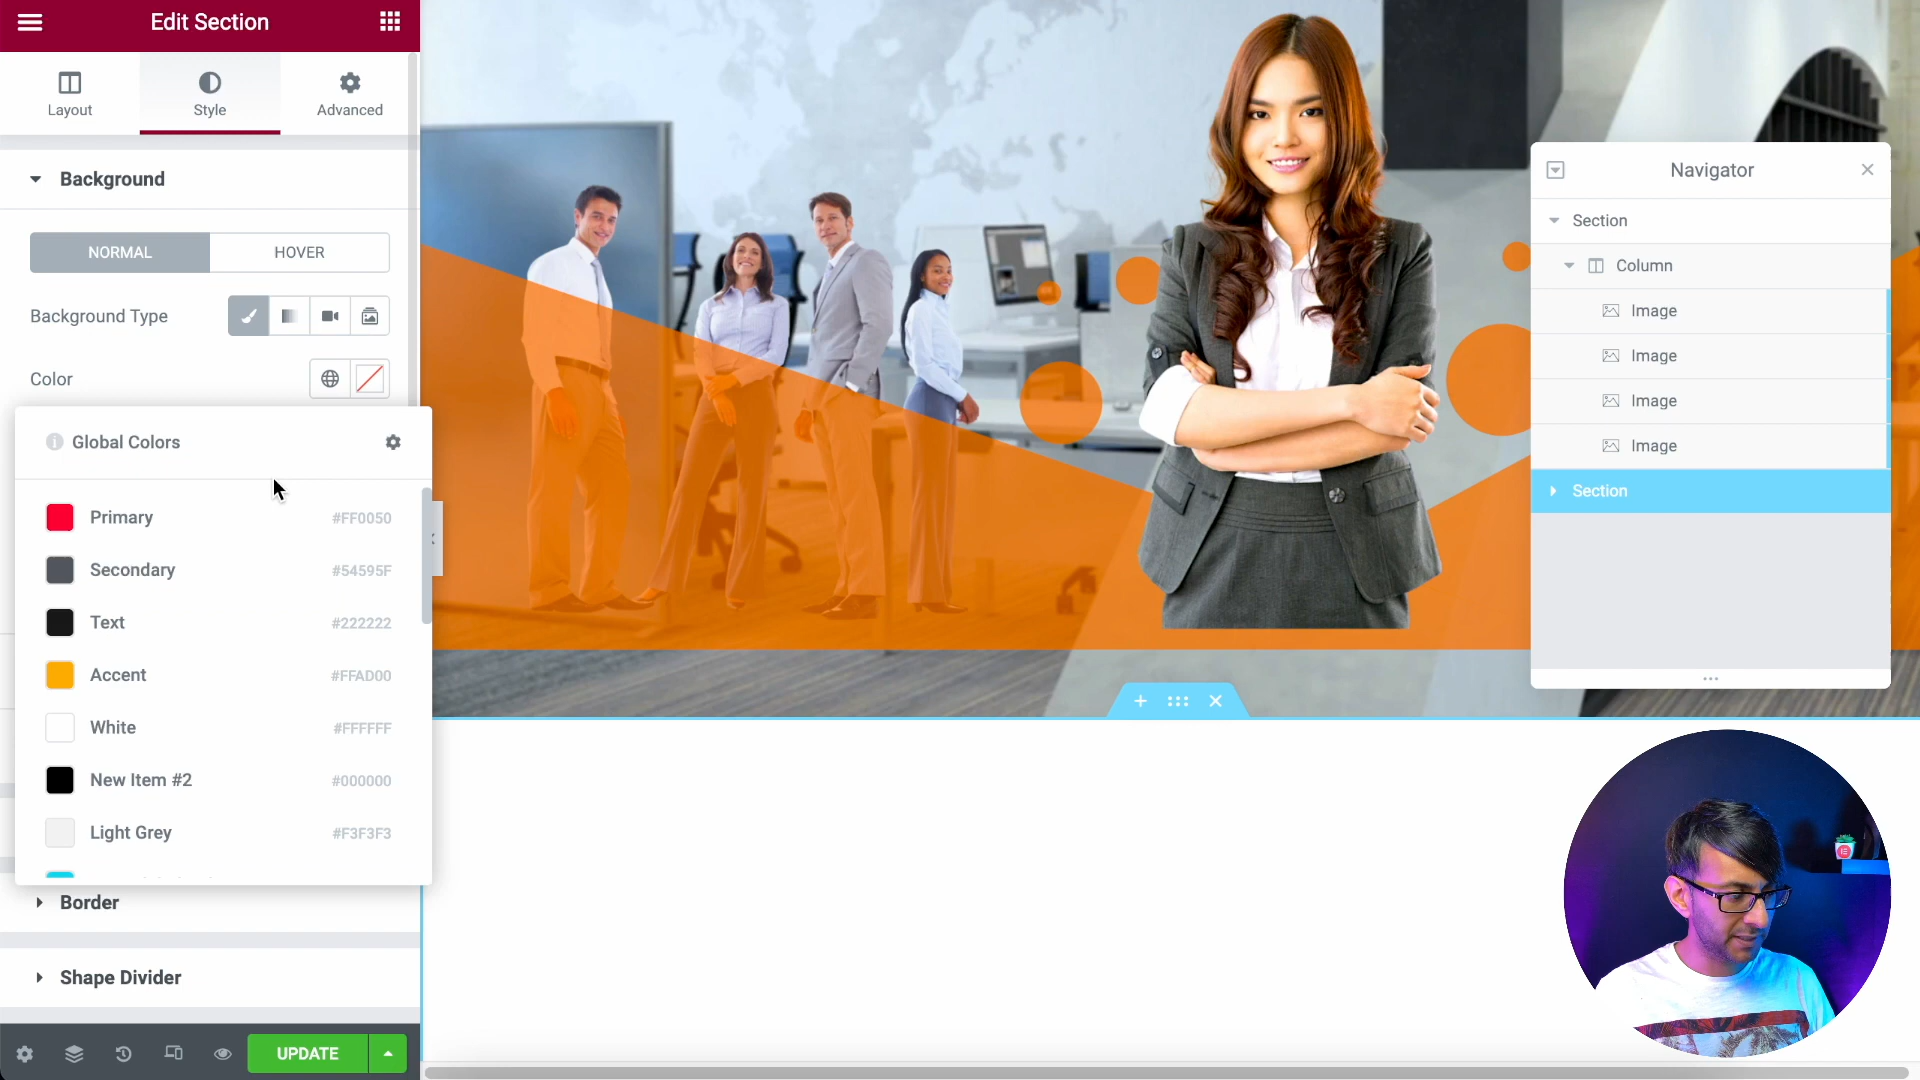 Edit Section
Layout
Style
Advanced
Background
NORMAL
HOVER
Background Type
Color
Global Colors
Primary #FF0050
Secondary #54595F
Text #222222
Accent #FFAD00
White #FFFFFF
New Item #2 #000000
Light Grey #F3F3F3
Border
Shape Divider
UPDATE
Navigator
Section
Column
Image
Image
Image
Image
Section